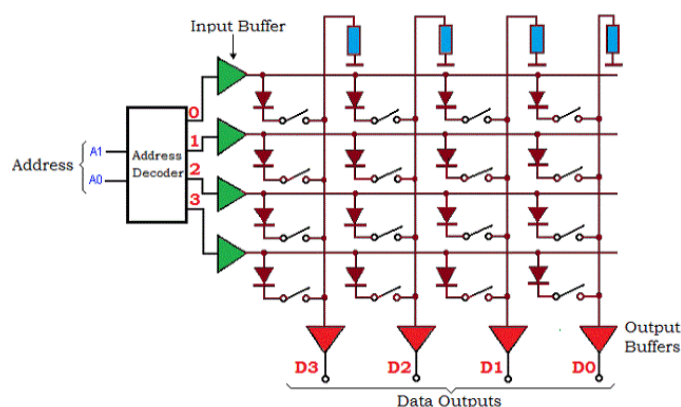 Input Buffer
0
1
2
3
Address
A1
A0
Address
Decoder
Output
Buffers
D3
D2
D1
D0
Data Outputs